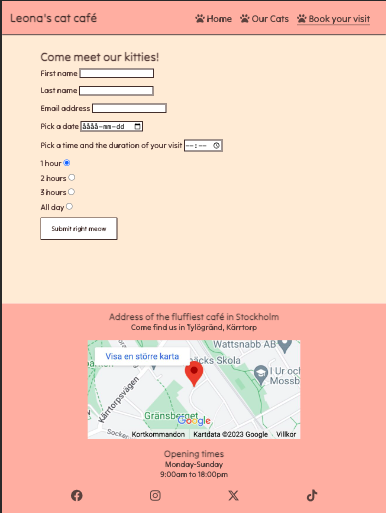 Leona's cat café
Home Our Cats Book your visit
Come meet our kitties!
First name
Last name
Email address
Pick a date åååå-mm-dd
Pick a time and the duration of your visit --:--
1 hour
2 hours
3 hours
All day
Submit right meow
Address of the fluffiest café in Stockholm
Come find us in Tylögränd, Kärrtorp
Wattsnabb AB
Visa en större karta
bäcks Skola
I Ur oc
Mossb
Kärrtorpsvägen
Gränsberget
Google
Socker
Kortkommandon Kartdata ©2023 Google Villkor
Opening times
Monday-Sunday
9:00am to 18:00pm